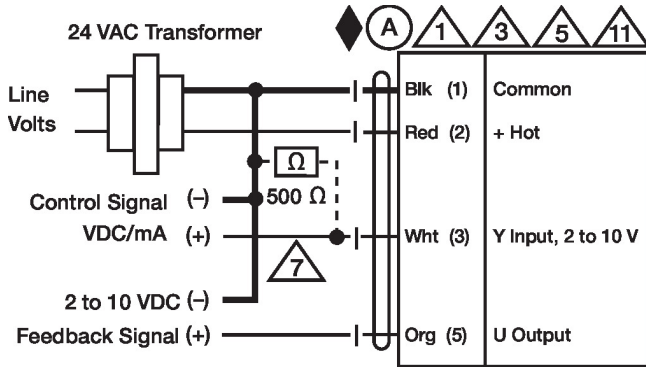 24 VAC Transformer
A 1 3 5 11
Line Volts
Blk (1) Common
Red (2) + Hot
Ω
500 Ω
Control Signal (-)
VDC/mA (+)
Wht (3) Y Input, 2 to 10 V
7
2 to 10 VDC (-)
Feedback Signal (+)
Org (5) U Output